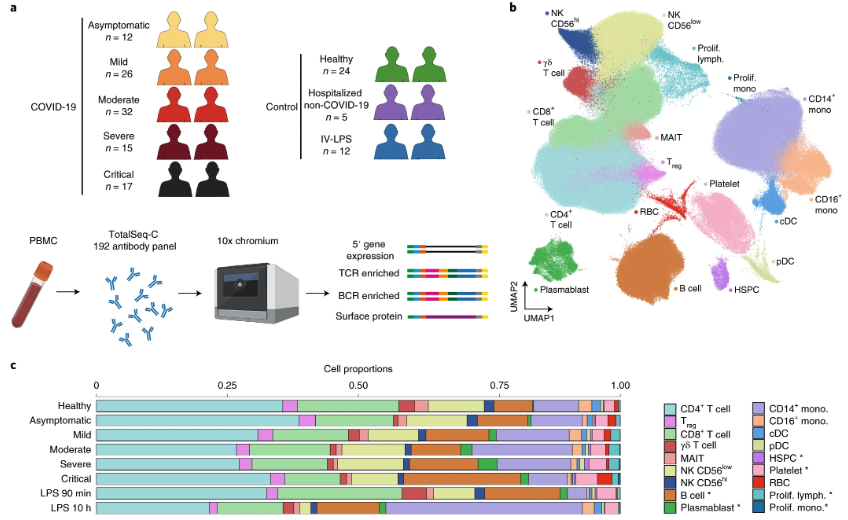 a
COVID-19
Asymptomatic
n = 12
Mild
n = 26
Moderate
n = 32
Severe
n = 15
Critical
n = 17
Control
Healthy
n = 24
Hospitalized
non-COVID-19
n = 5
IV-LPS
n = 12
PBMC
TotalSeq-C
192 antibody panel
10x chromium
5′ gene
expression
TCR enriched
BCR enriched
Surface protein
b
NK
CD56hi
NK
CD56low
Prolif.
lymph.
γδ
T cell
Prolif.
mono
CD14+
mono
CD8+
T cell
MAIT
Treg
Platelet
CD16+
mono
CD4+
T cell
RBC
cDC
pDC
Plasmablast
B cell
HSPC
UMAP2
UMAP1
c
Cell proportions
0
0.25
0.50
0.75
1.00
Healthy
Asymptomatic
Mild
Moderate
Severe
Critical
LPS 90 min
LPS 10 h
CD4+ T cell
Treg
CD8+ T cell
γδ T cell
MAIT
NK CD56low
NK CD56hi
B cell *
Plasmablast *
CD14+ mono.
CD16+ mono.
cDC
pDC
HSPC *
Platelet *
RBC
Prolif. lymph. *
Prolif. mono.*